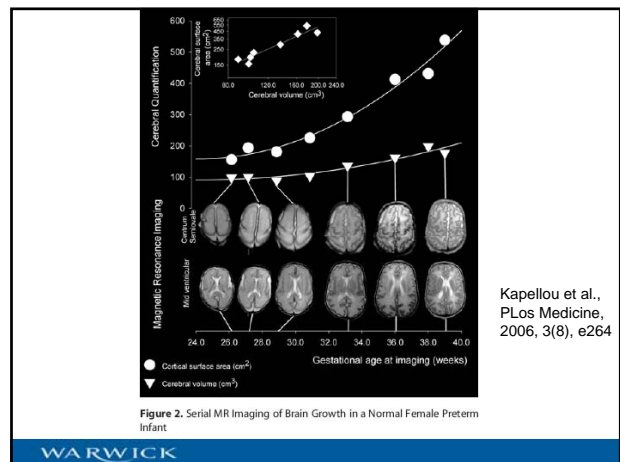 600
500
400
300
200
100
0
Cerebral Quantification
Cerebral surface
area (cm2)
550
450
350
250
150
80.0 120.0 180.0 240.0
Cerebral volume (cm3)
Magnetic Resonance Imaging
Centrum
Semiovale
Mid ventricular
24.0 26.0 28.0 30.0 32.0 34.0 36.0 38.0 40.0
Gestational age at imaging (weeks)
Cortical surface area (cm2)
Cerebral volume (cm3)
Kapellou et al.,
PLos Medicine,
2006, 3(8), e264
Figure 2. Serial MR Imaging of Brain Growth in a Normal Female Preterm
Infant
WARWICK